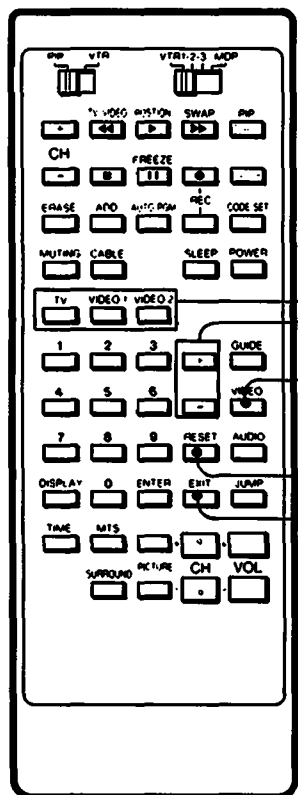 PIP VTR VTR1-2-3 MDP
TV VIDEO POSITION SWAP PIP
CH FREEZE
REC
ERASE ADD AUTO PGM CODE SET
MUTING CABLE SLEEP POWER
TV VIDEO 1 VIDEO 2
1 2 3 + GUIDE
4 5 6 – VIDEO
7 8 9 RESET AUDIO
DISPLAY 0 ENTER EXIT JUMP
TIME MTS
SURROUND PICTURE CH VOL